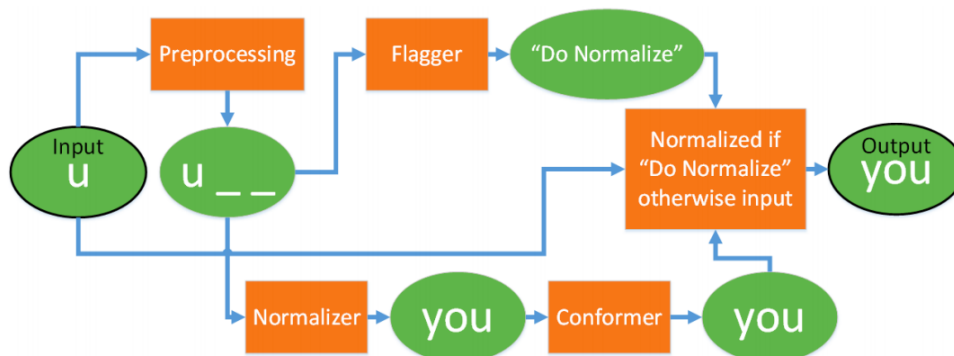 Preprocessing
Flagger
“Do Normalize”
Input
u
u _ _
Normalized if
“Do Normalize”
otherwise input
Output
you
Normalizer
you
Conformer
you